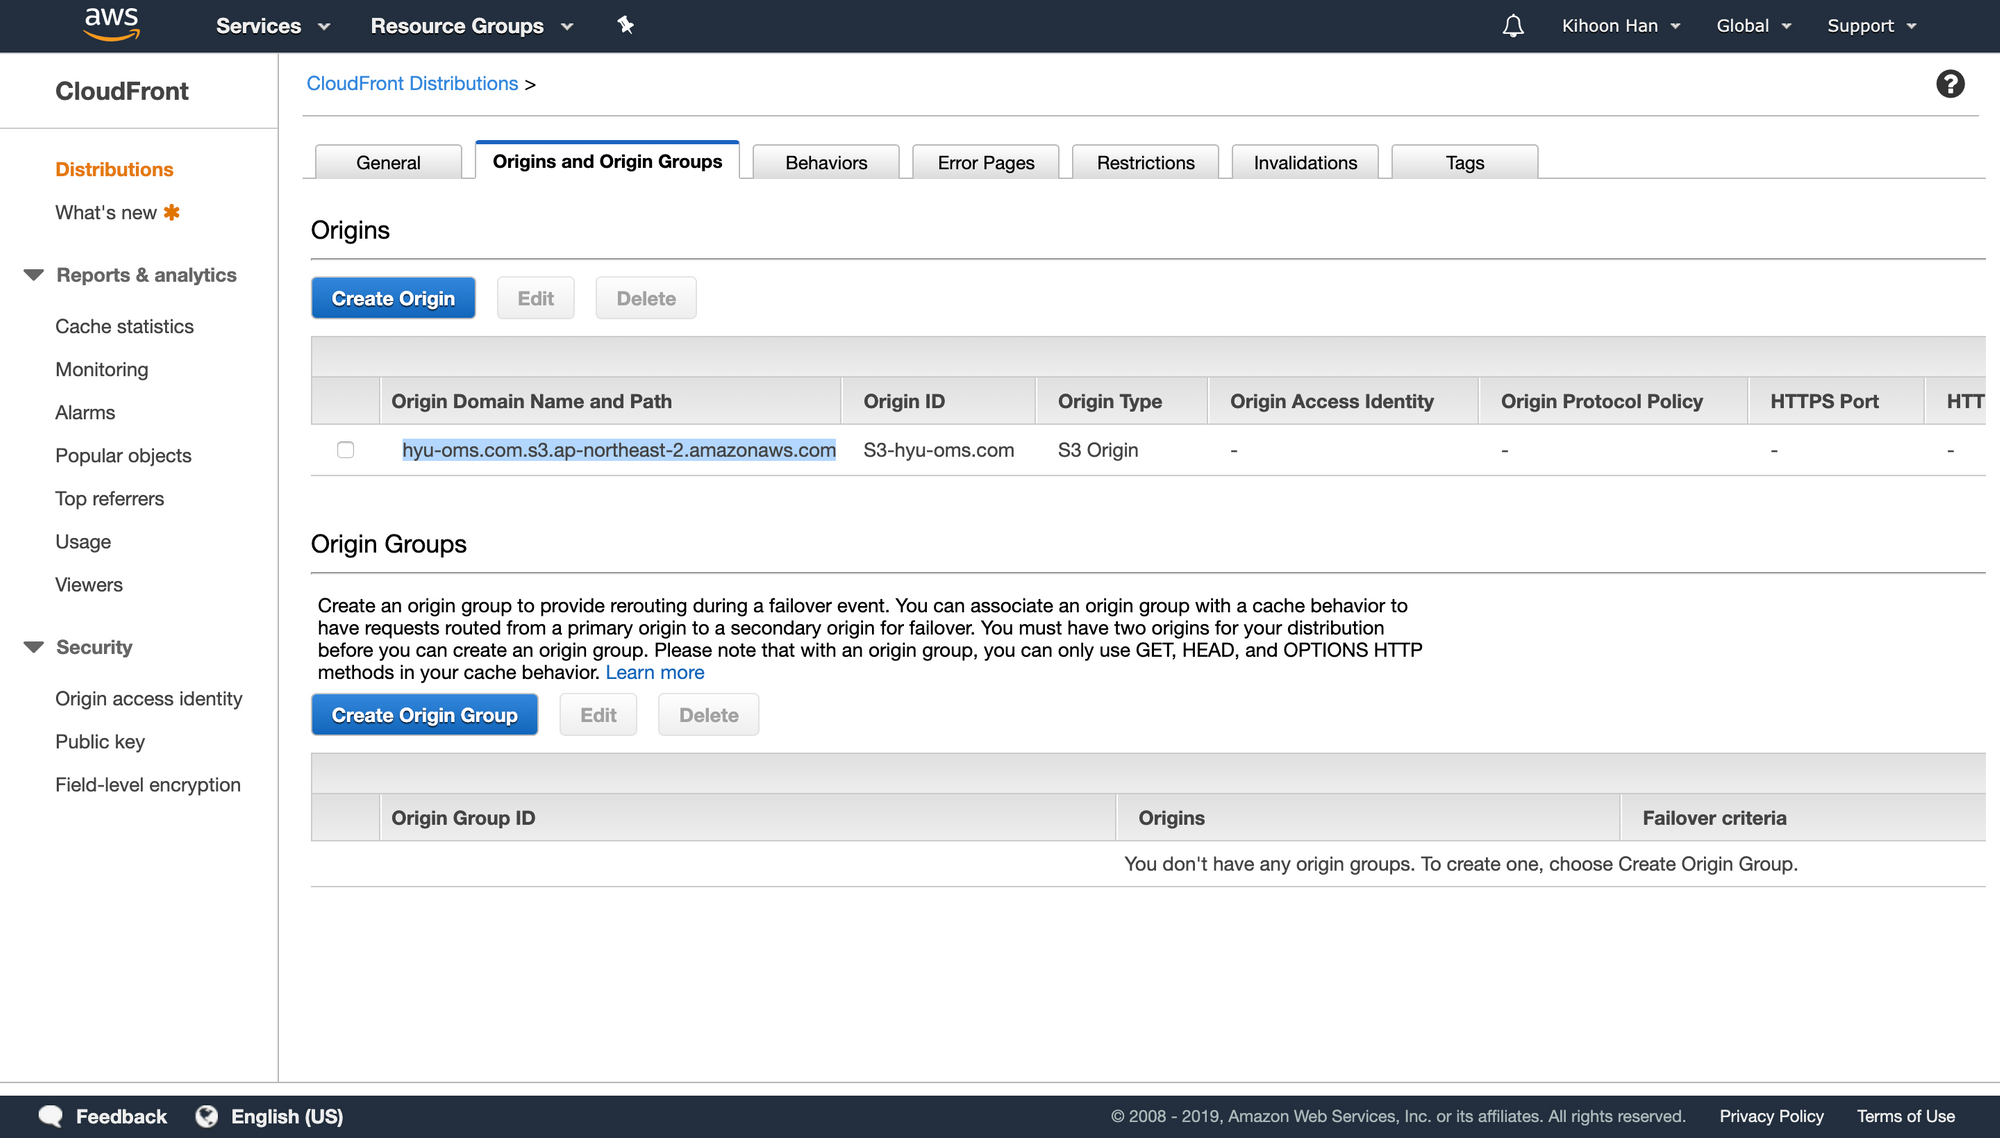 aws
Services
Resource Groups
Kihoon Han
Global
Support
CloudFront
Distributions
What's new
Reports & analytics
Cache statistics
Monitoring
Alarms
Popular objects
Top referrers
Usage
Viewers
Security
Origin access identity
Public key
Field-level encryption
CloudFront Distributions >
?
General
Origins and Origin Groups
Behaviors
Error Pages
Restrictions
Invalidations
Tags
Origins
Create Origin
Edit
Delete
Origin Domain Name and Path
Origin ID
Origin Type
Origin Access Identity
Origin Protocol Policy
HTTPS Port
HTT
hyu-oms.com.s3.ap-northeast-2.amazonaws.com
S3-hyu-oms.com
S3 Origin
-
-
-
-
Origin Groups
Create an origin group to provide rerouting during a failover event. You can associate an origin group with a cache behavior to
have requests routed from a primary origin to a secondary origin for failover. You must have two origins for your distribution
before you can create an origin group. Please note that with an origin group, you can only use GET, HEAD, and OPTIONS HTTP
methods in your cache behavior. Learn more
Create Origin Group
Edit
Delete
Origin Group ID
Origins
Failover criteria
You don't have any origin groups. To create one, choose Create Origin Group.
Feedback
English (US)
© 2008 - 2019, Amazon Web Services, Inc. or its affiliates. All rights reserved.
Privacy Policy
Terms of Use